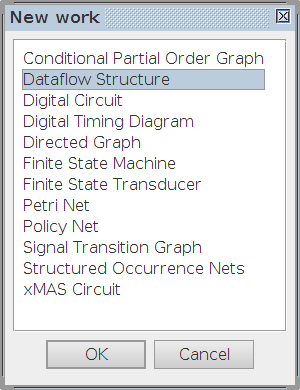 New work
Conditional Partial Order Graph
Dataflow Structure
Digital Circuit
Digital Timing Diagram
Directed Graph
Finite State Machine
Finite State Transducer
Petri Net
Policy Net
Signal Transition Graph
Structured Occurrence Nets
xMAS Circuit
OK
Cancel